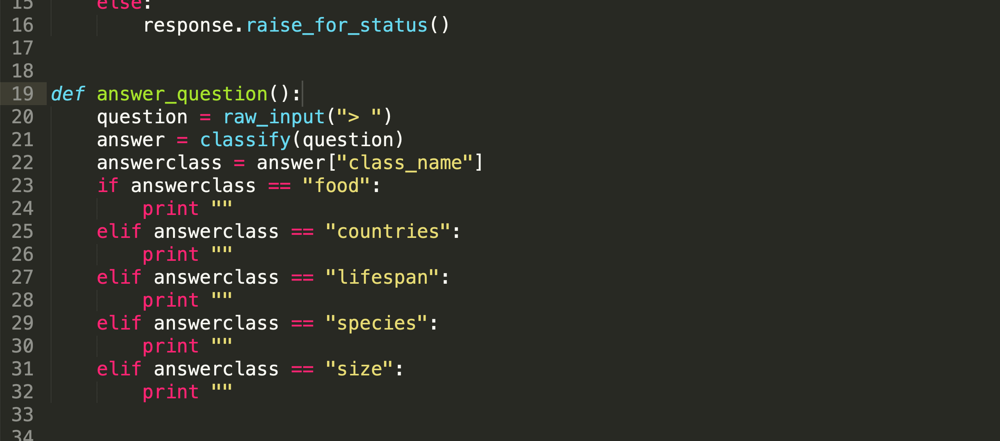 15 else:
16 response.raise_for_status()
17
18
19 def answer_question():
20 question = raw_input("> ")
21 answer = classify(question)
22 answerclass = answer["class_name"]
23 if answerclass == "food":
24 print ""
25 elif answerclass == "countries":
26 print ""
27 elif answerclass == "lifespan":
28 print ""
29 elif answerclass == "species":
30 print ""
31 elif answerclass == "size":
32 print ""
33
34